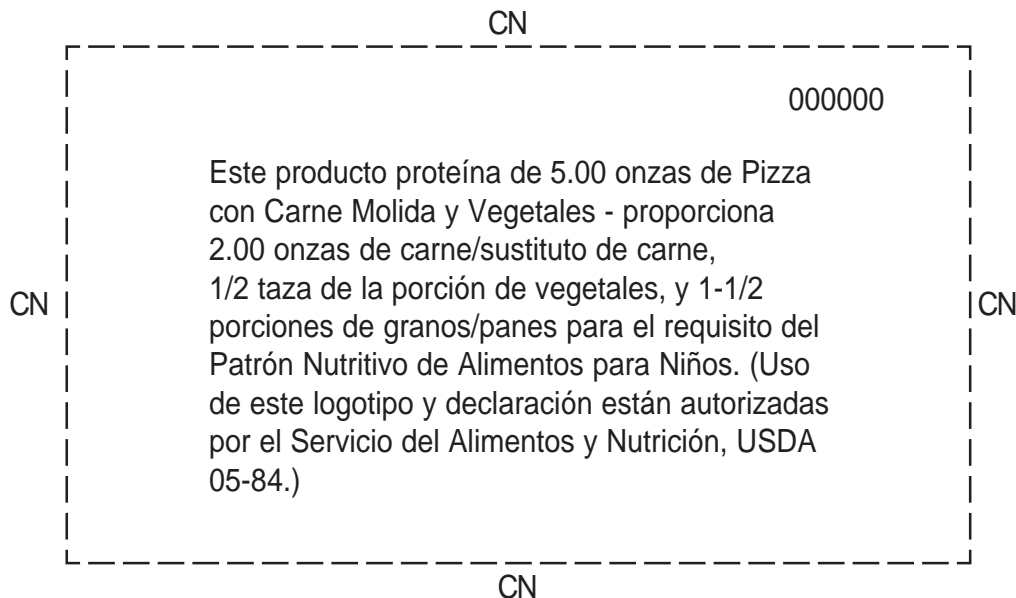 CN
000000
Este producto proteína de 5.00 onzas de Pizza
con Carne Molida y Vegetales - proporciona
2.00 onzas de carne/sustituto de carne,
1/2 taza de la porción de vegetales, y 1-1/2
CN
CN
porciones de granos/panes para el requisito del
Patrón Nutritivo de Alimentos para Niños. (Uso
de este logotipo y declaración están autorizadas
por el Servicio del Alimentos y Nutrición, USDA
05-84.)
CN